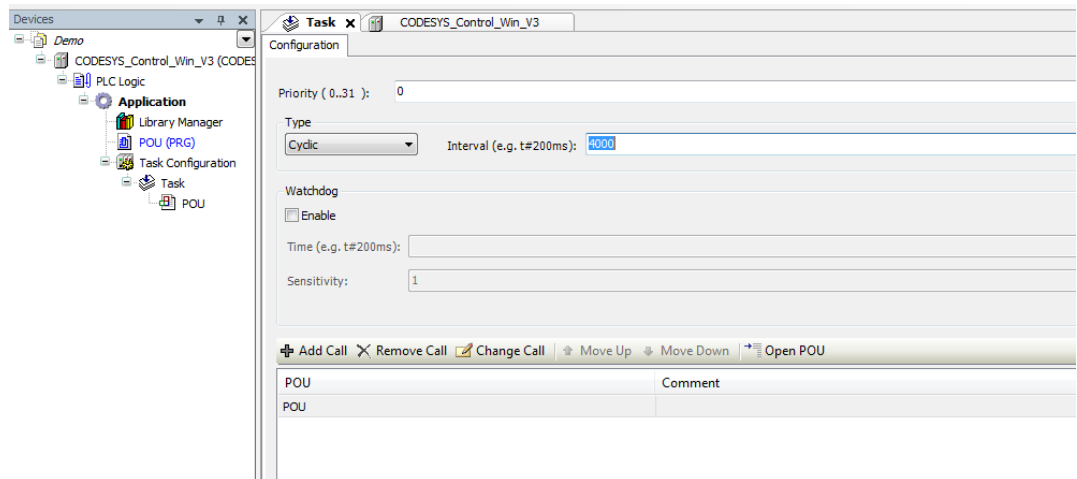 Devices
Demo
CODESYS_Control_Win_V3 (CODES
PLC Logic
Application
Library Manager
POU (PRG)
Task Configuration
Task
POU
Task
CODESYS_Control_Win_V3
Configuration
Priority ( 0..31 ): 0
Type
Cyclic Interval (e.g. t#200ms): 4000
Watchdog
Enable
Time (e.g. t#200ms):
Sensitivity: 1
Add Call Remove Call Change Call Move Up Move Down Open POU
POU Comment
POU